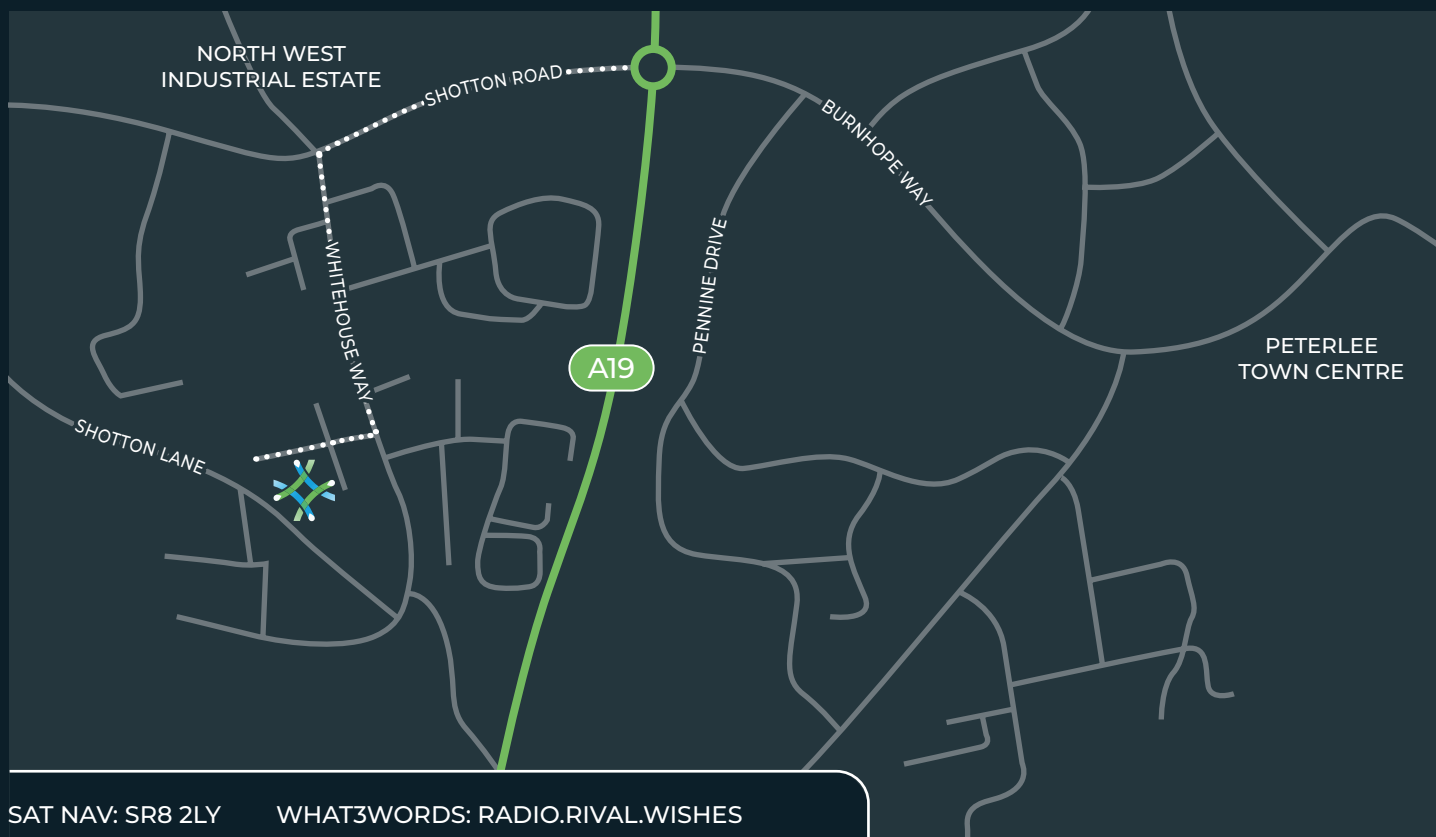 NORTH WEST
INDUSTRIAL ESTATE
SHOTTON ROAD
BURNHOPE WAY
WHITEHOUSE WAY
PENNINE DRIVE
A19
PETERLEE
TOWN CENTRE
SHOTTON LANE
SAT NAV: SR8 2LY
WHAT3WORDS: RADIO.RIVAL.WISHES